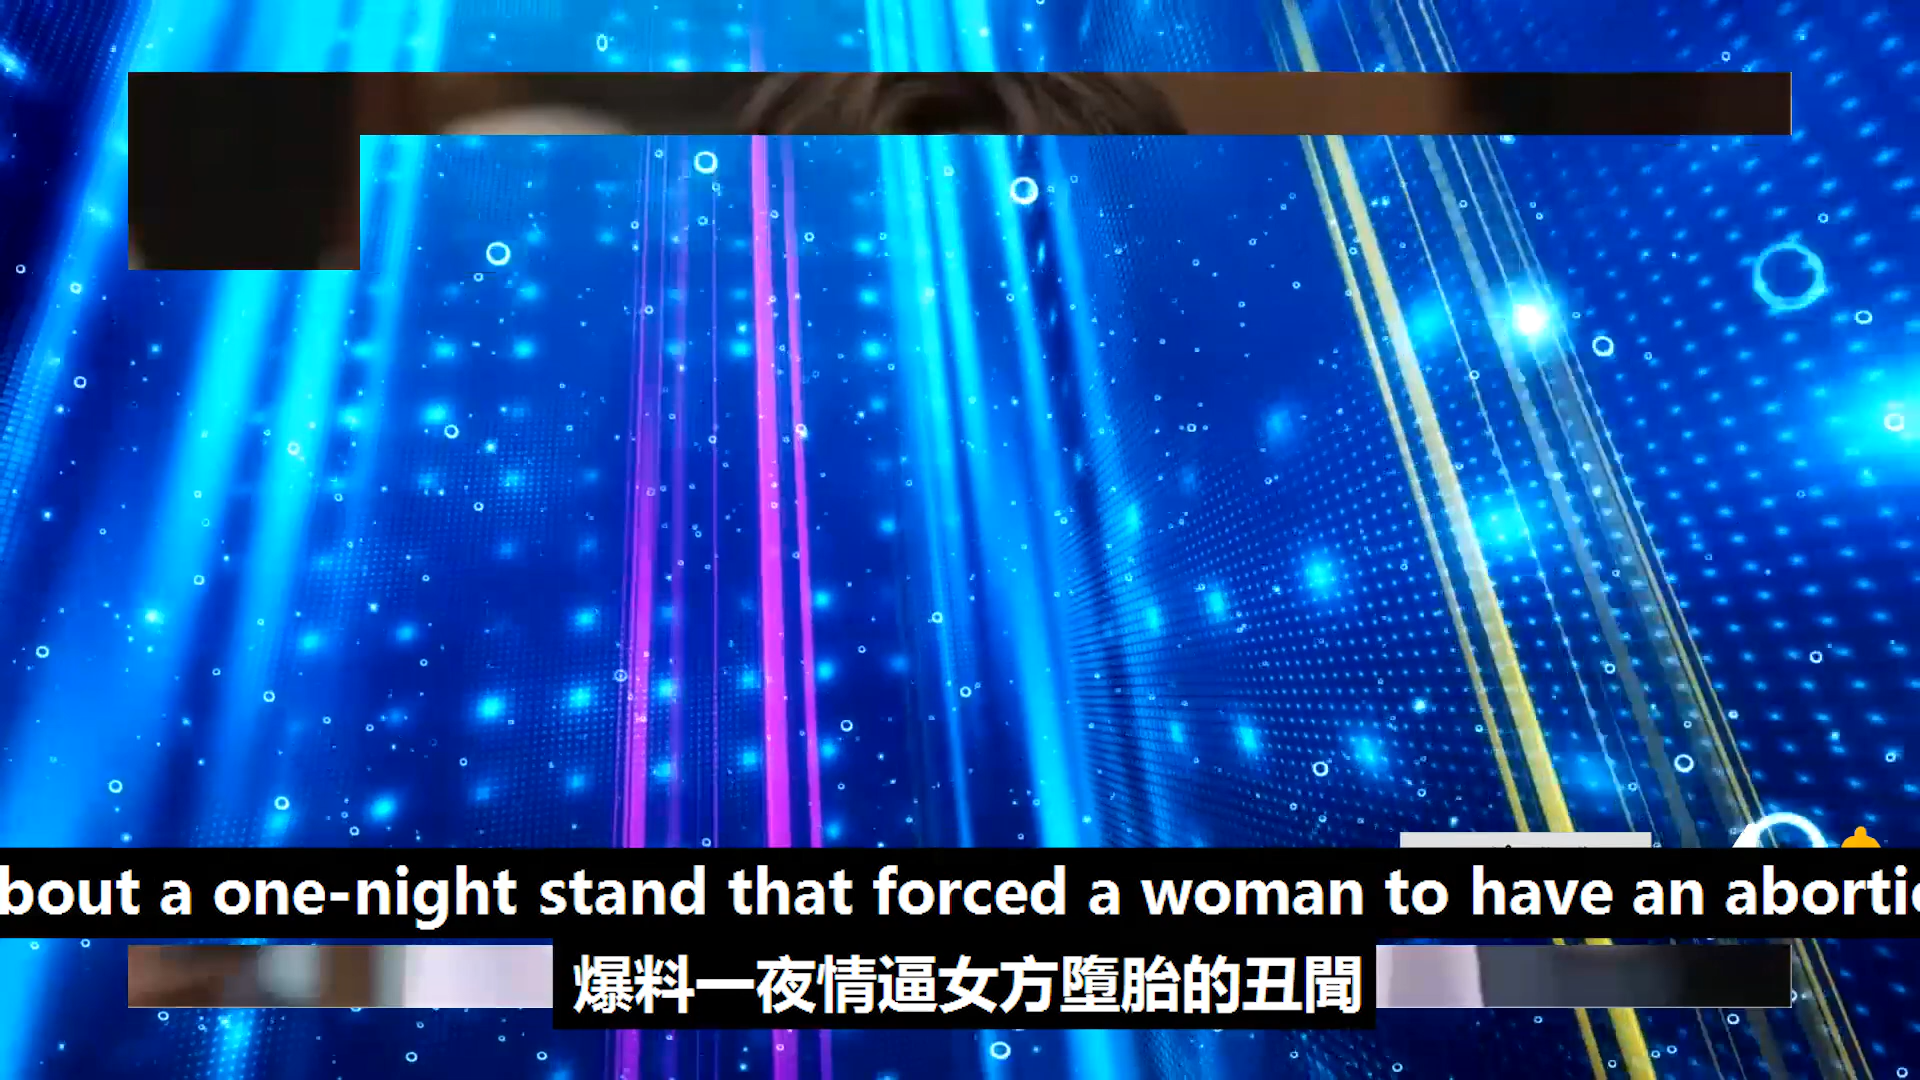 bout a one-night stand that forced a woman to have an abortic
爆料一夜情逼女方墮胎的丑聞